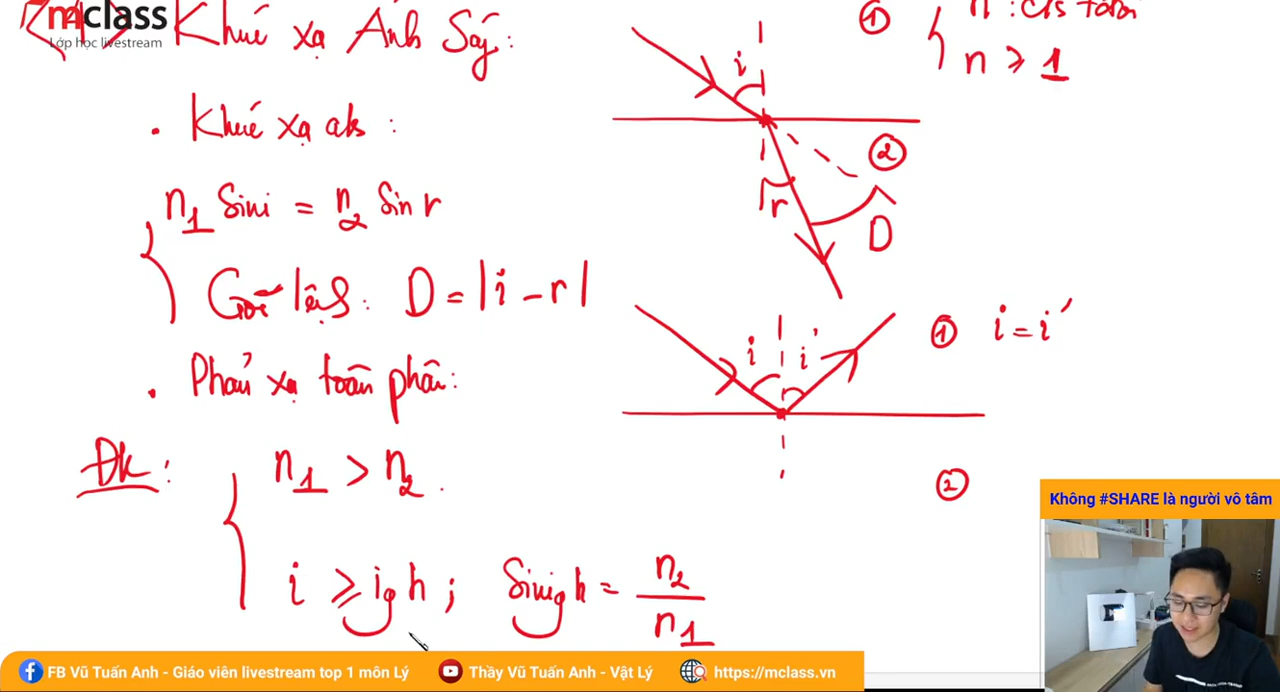 mclass
Lớp học livestream
Khúc xạ Ánh Sáng:
① n : c/s
n ⩾ 1
i
• Khúc xạ a/s :
②
n1 Sini = n2 Sin r
r
D
Góc lệch: D = |i - r|
i i'
① i = i'
• Phản xạ toàn phần:
ĐK:
n1 > n2.
②
i ⩾ igh ; Sinigh = n2/n1
Không #SHARE là người vô tâm
FB Vũ Tuấn Anh - Giáo viên livestream top 1 môn Lý
Thầy Vũ Tuấn Anh - Vật Lý
https://mclass.vn